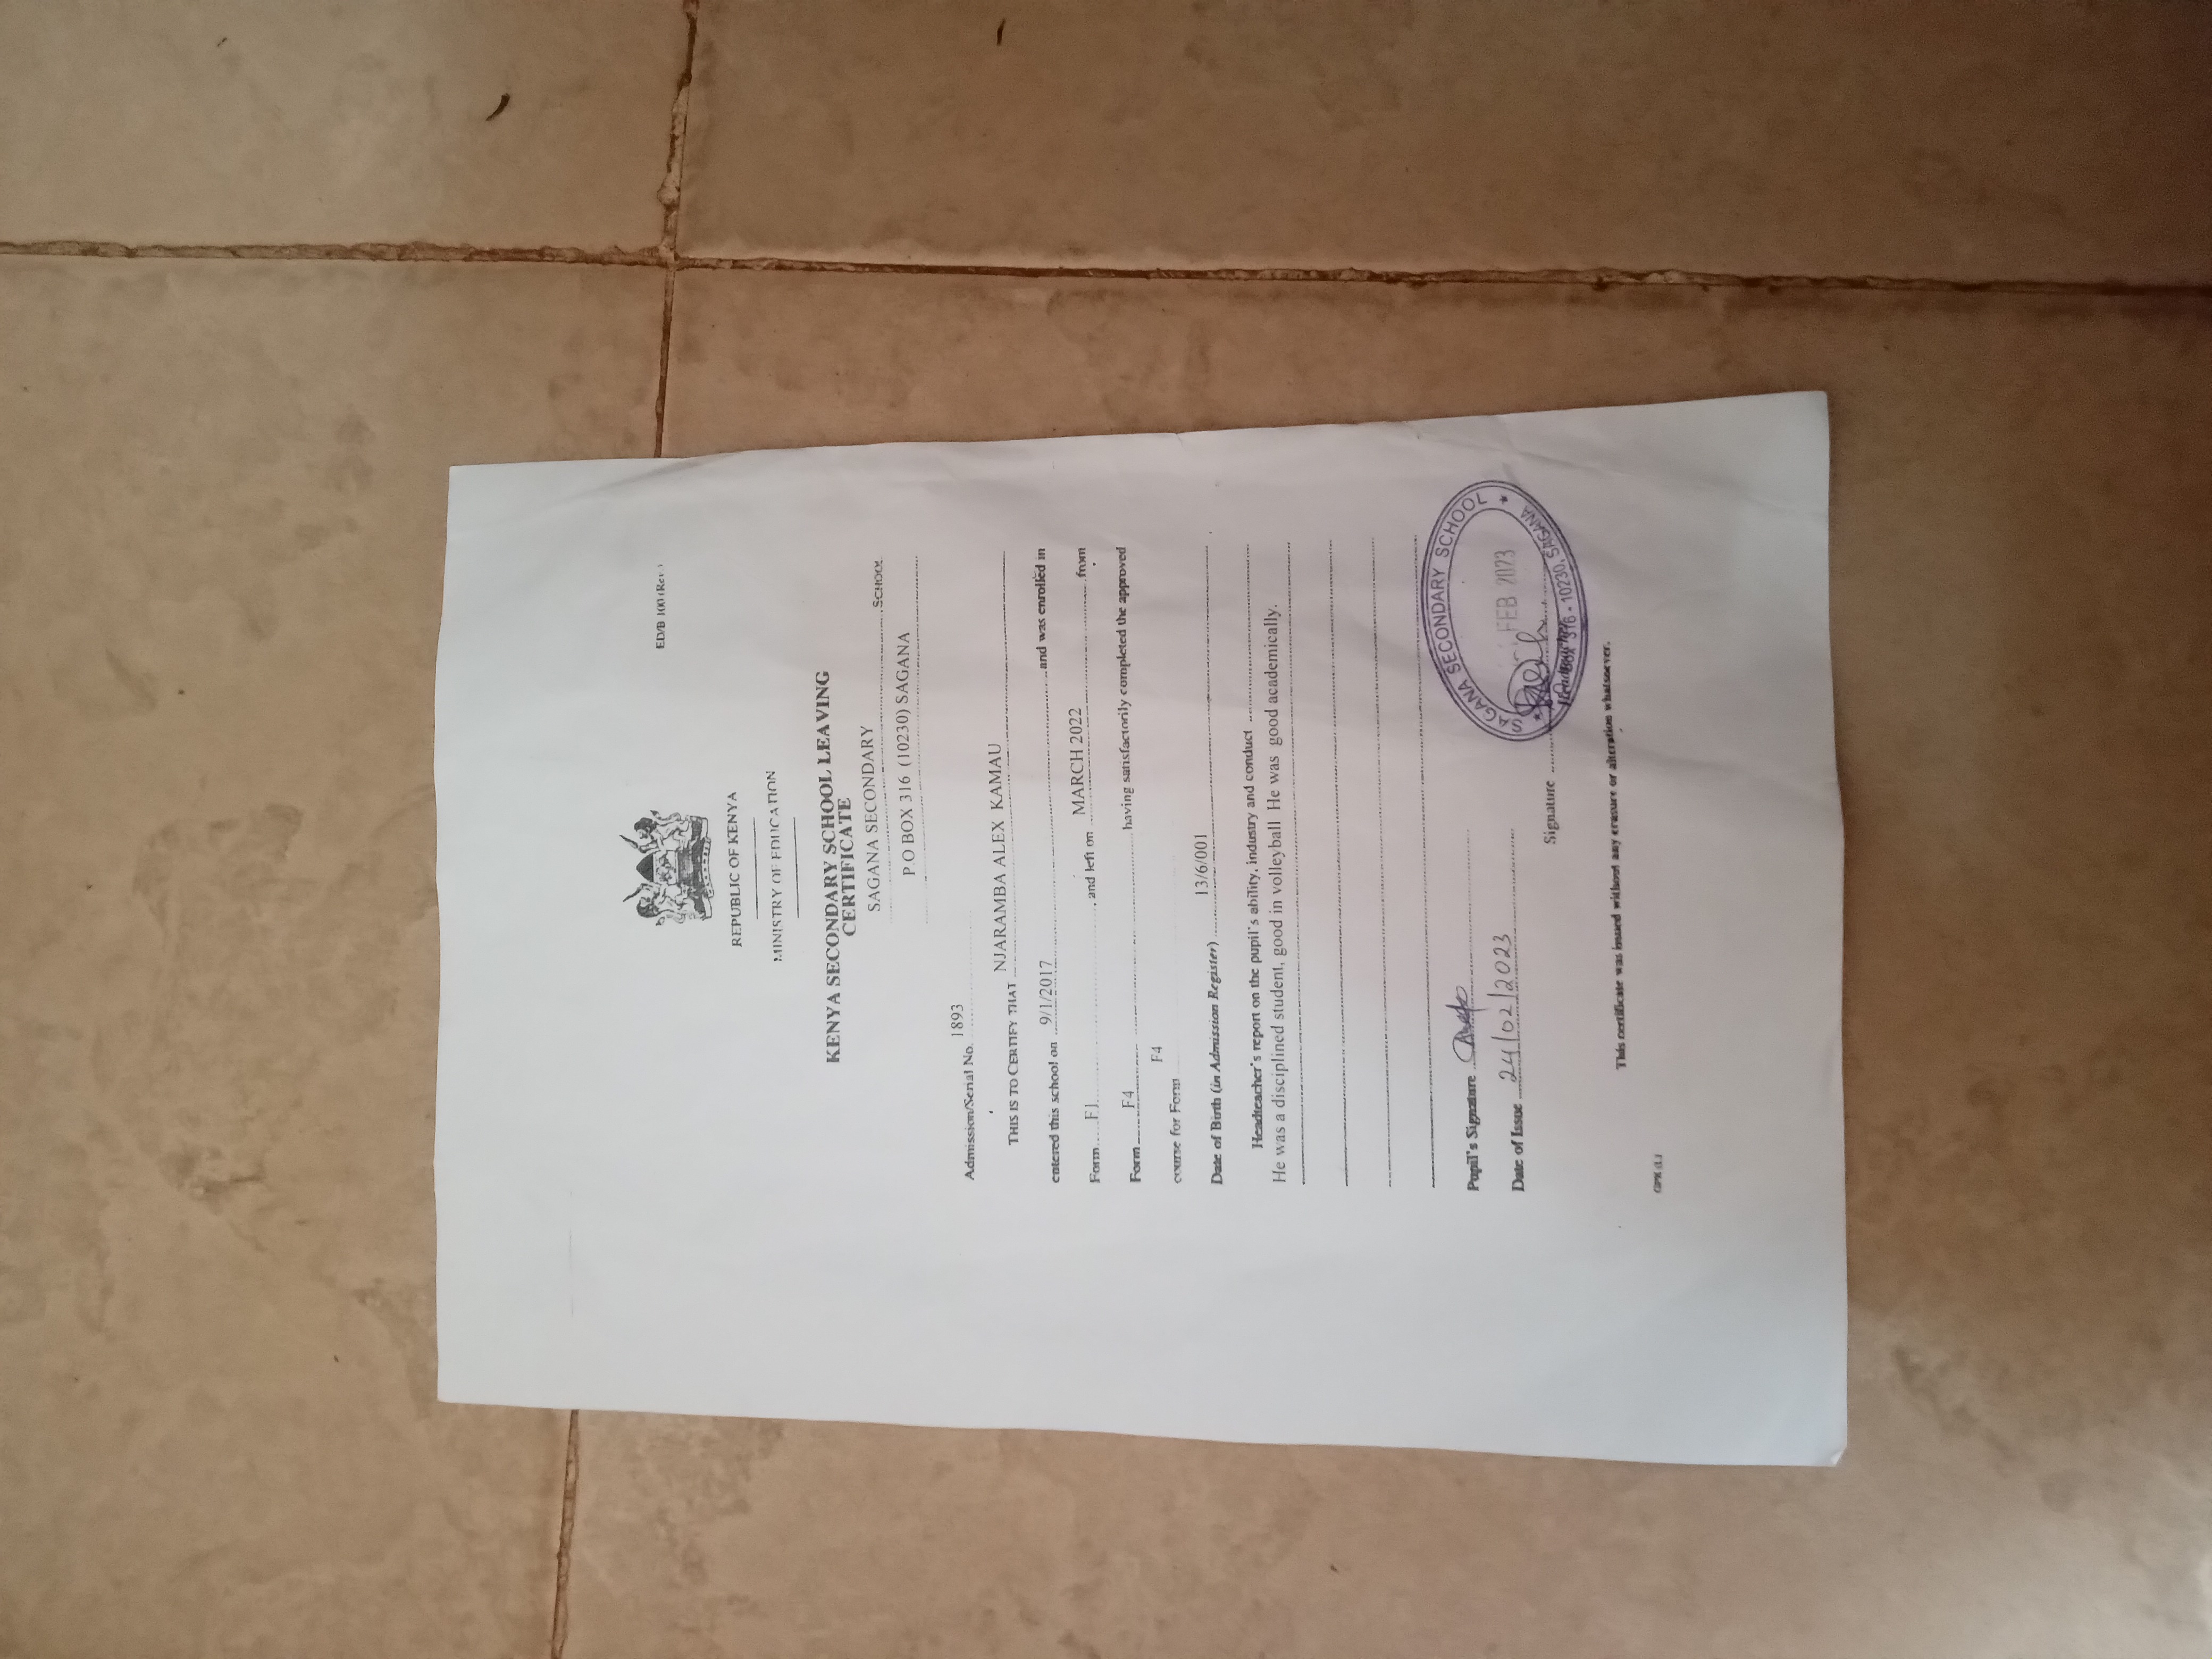 ED/B 100 (Rev.)
REPUBLIC OF KENYA
MINISTRY OF EDUCATION
KENYA SECONDARY SCHOOL LEAVING
CERTIFICATE
SAGANA SECONDARY SCHOOL
P.O BOX 316 (10230) SAGANA
Admission/Serial No. 1893
THIS IS TO CERTIFY THAT NJARAMBA ALEX KAMAU
entered this school on 9/1/2017 and was enrolled in
Form F1 , and left on MARCH 2022 from
Form F4 having satisfactorily completed the approved
course for Form F4
Date of Birth (in Admission Register) 13/6/001
Headteacher's report on the pupil's ability, industry and conduct
He was a disciplined student, good in volleyball He was good academically.
Pupil's Signature
Date of Issue 24/02/2023
SAGANA SECONDARY SCHOOL
FEB 2023
BOX 316 - 10230, SAGANA
Signature
Headteacher
This certificate was issued without any erasure or alteration whatsoever.
GPK (L)